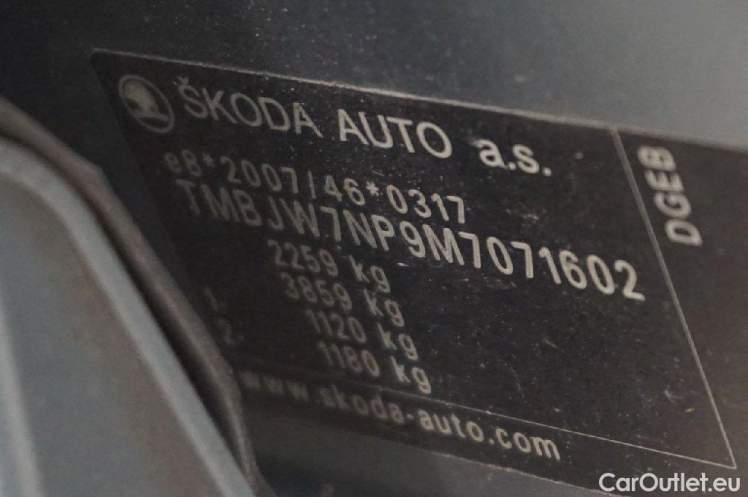 ŠKODA AUTO a.s.
e8*2007/46*0317
TMBJW7NP9M7071602
2259 kg
3859 kg
1- 1120 kg
2- 1180 kg
www.skoda-auto.com
DGEB
CarOutlet.eu